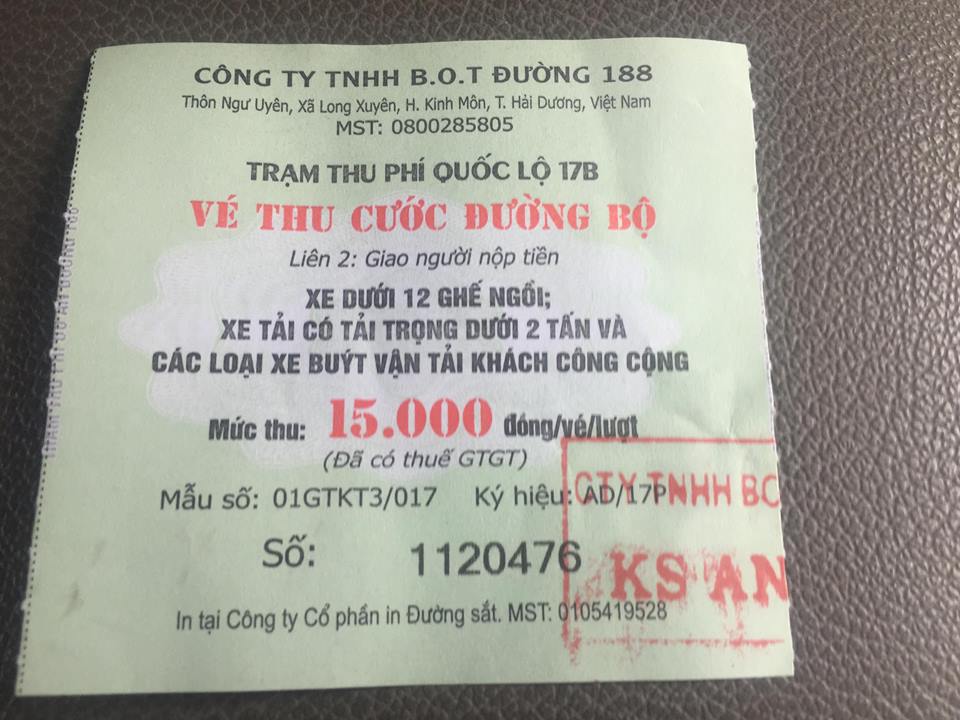 CÔNG TY TNHH B.O.T ĐƯỜNG 188
Thôn Ngư Uyên, Xã Long Xuyên, H. Kinh Môn, T. Hải Dương, Việt Nam
MST: 0800285805
TRẠM THU PHÍ QUỐC LỘ 17B
VÉ THU CƯỚC ĐƯỜNG BỘ
Liên 2: Giao người nộp tiền
XE DƯỚI 12 GHẾ NGỒI;
XE TẢI CÓ TẢI TRỌNG DƯỚI 2 TẤN VÀ
CÁC LOẠI XE BUÝT VẬN TẢI KHÁCH CÔNG CỘNG
Mức thu: 15.000 đồng/vé/lượt
(Đã có thuế GTGT)
Mẫu số: 01GTKT3/017 Ký hiệu: AD/17P
CTY TNHH BO
Số: 1120476
KS AN
In tại Công ty Cổ phần in Đường sắt. MST: 0105419528